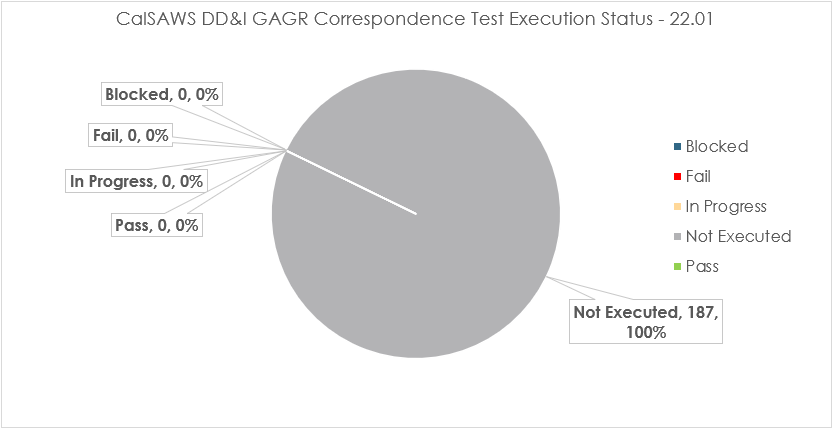 CalSAWS DD&I GAGR Correspondence Test Execution Status - 22.01
Blocked, 0, 0%
Fail, 0, 0%
In Progress, 0, 0%
Pass, 0, 0%
Not Executed, 187,
100%
Blocked
Fail
In Progress
Not Executed
Pass